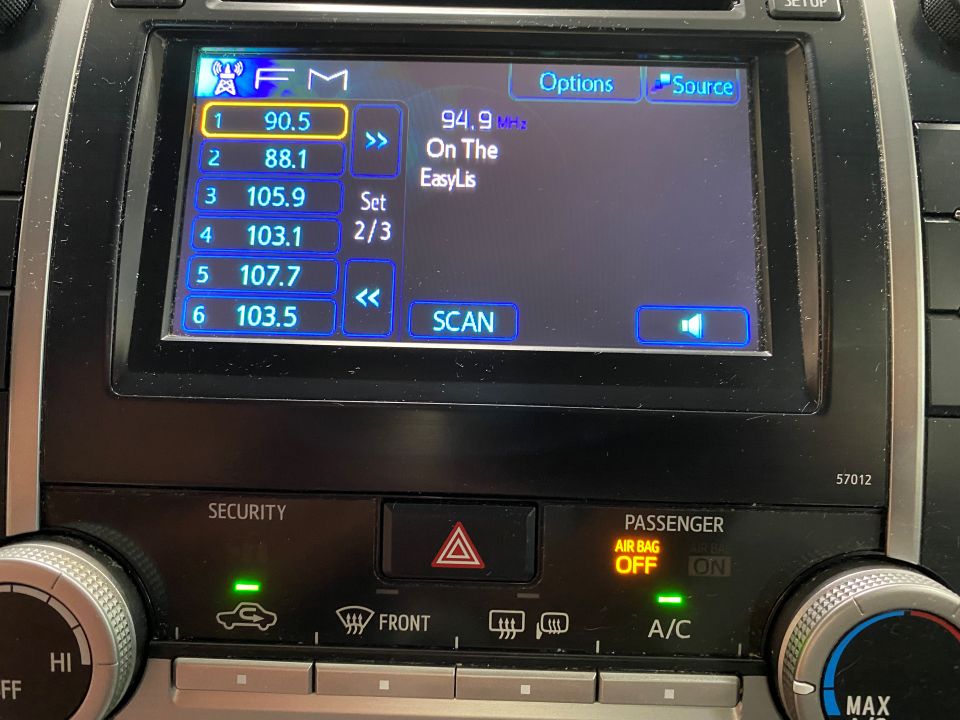 SETUP
FM
Options
Source
1 90.5
2 88.1
3 105.9
4 103.1
5 107.7
6 103.5
>>
Set
2/3
<<
94.9 MHz
On The
EasyLis
SCAN
57012
SECURITY
PASSENGER
AIR BAG
OFF
AIR BAG
ON
FRONT
A/C
HI
FF
MAX